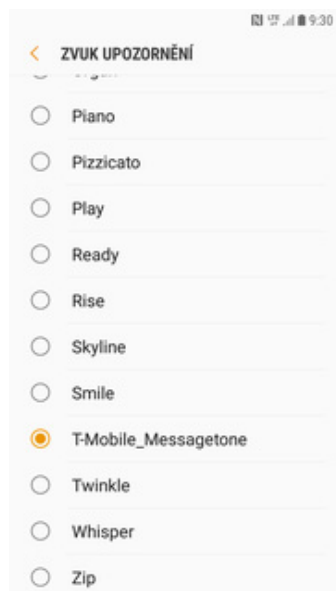 9:30
ZVUK UPOZORNĚNÍ
Piano
Pizzicato
Play
Ready
Rise
Skyline
Smile
T-Mobile_Messagetone
Twinkle
Whisper
Zip